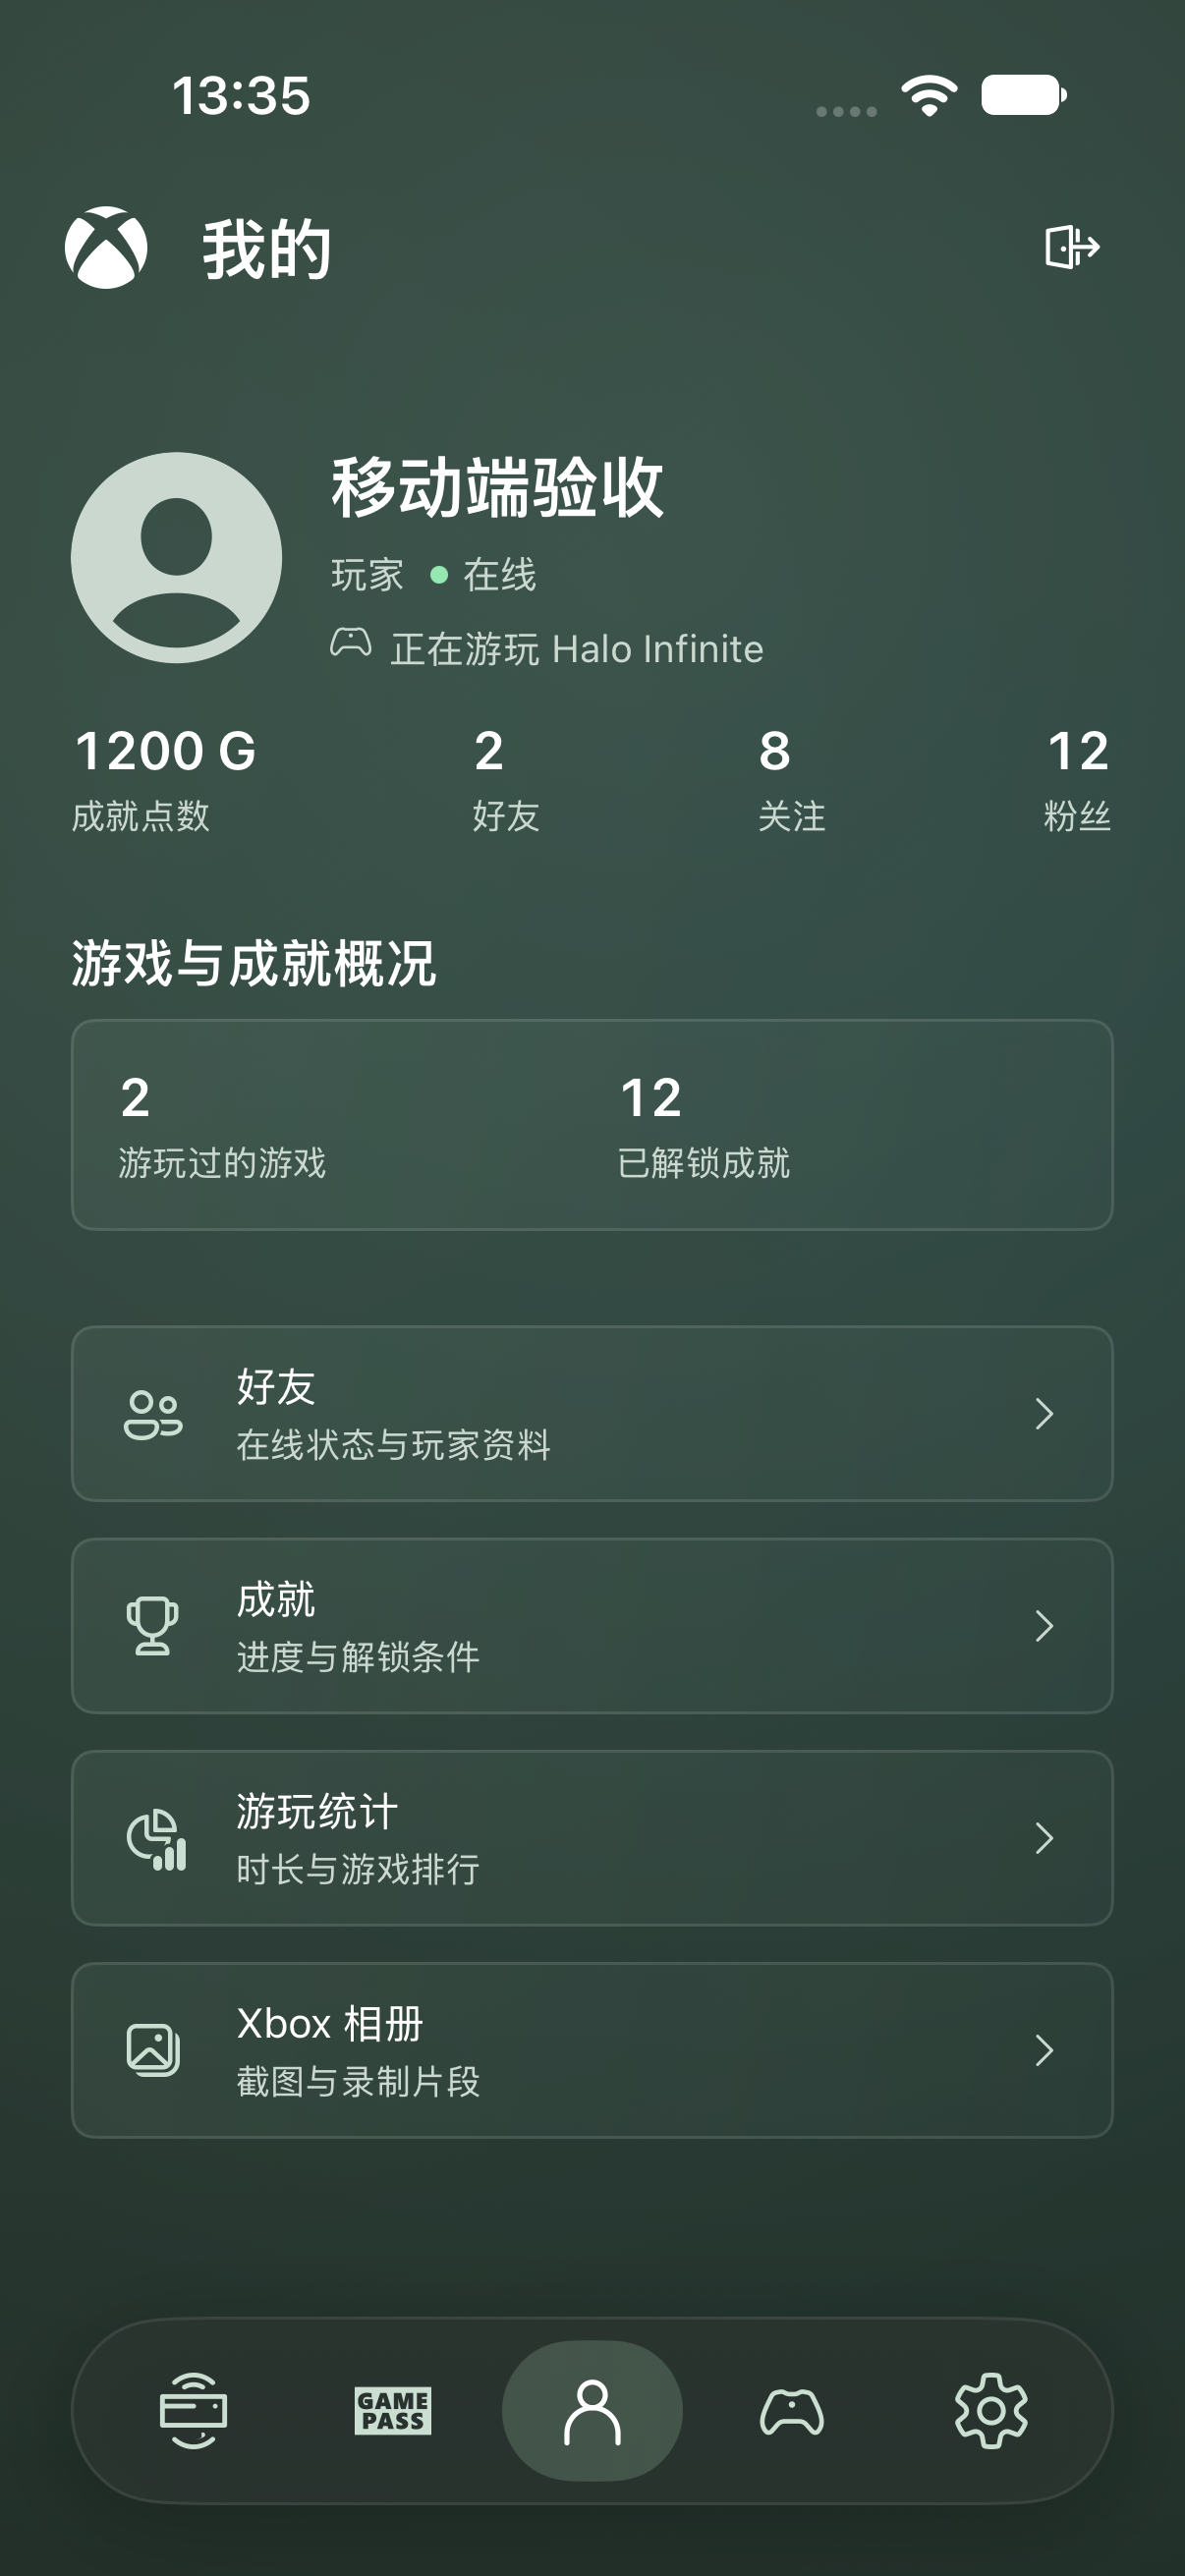 13:35
我的
移动端验收
玩家 在线
正在游玩 Halo Infinite
1200 G 2 8 12
成就点数 好友 关注 粉丝
游戏与成就概况
2 12
游玩过的游戏 已解锁成就
好友
在线状态与玩家资料
成就
进度与解锁条件
游玩统计
时长与游戏排行
Xbox 相册
截图与录制片段
GAME
PASS